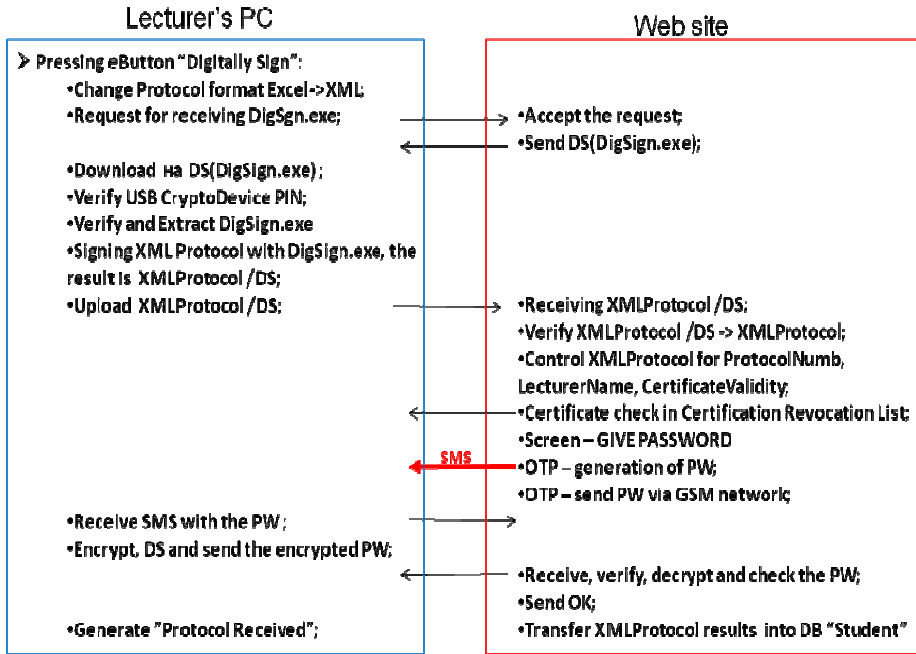 Lecturer's PC
➢ Pressing eButton "Digitally Sign":
•Change Protocol format Excel->XML;
•Request for receiving DigSgn.exe;
•Download на DS(DigSign.exe);
•Verify USB CryptoDevice PIN;
•Verify and Extract DigSign.exe
•Signing XML Protocol with DigSign.exe, the
result is XMLProtocol /DS;
•Upload XMLProtocol /DS;
•Receive SMS with the PW;
•Encrypt, DS and send the encrypted PW;
•Generate "Protocol Received";
SMS
Web site
•Accept the request;
•Send DS(DigSign.exe);
•Receiving XMLProtocol /DS;
•Verify XMLProtocol /DS -> XMLProtocol;
•Control XMLProtocol for ProtocolNumb,
LecturerName, CertificateValidity;
•Certificate check in Certification Revocation List;
•Screen – GIVE PASSWORD
•OTP – generation of PW;
•OTP – send PW via GSM network;
•Receive, verify, decrypt and check the PW;
•Send OK;
•Transfer XMLProtocol results into DB "Student"